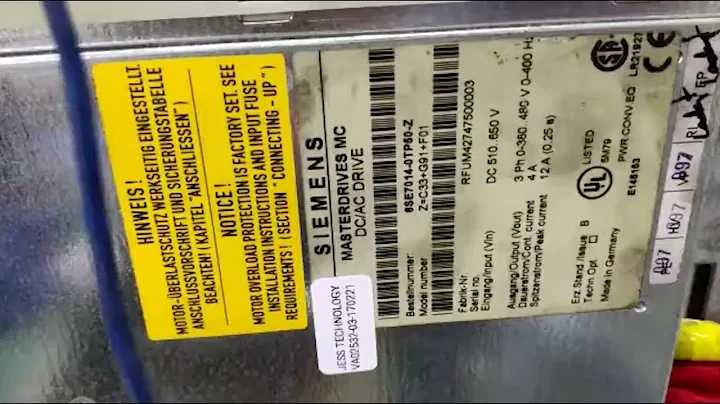 HINWEIS !
MOTOR-ÜBERLASTSCHUTZ WERKSEITIG EINGESTELLT.
ANSCHLUSSVORSCHRIFT UND SICHERUNGSTABELLE
BEACHTEN! ( KAPITEL "ANSCHLIESSEN")
NOTICE !
MOTOR OVERLOAD PROTECTION IS FACTORY SET. SEE
INSTALLATION INSTRUCTIONS AND INPUT FUSE
REQUIREMENTS ! (SECTION " CONNECTING - UP ")
SIEMENS
MASTERDRIVES MC
DC/AC DRIVE
Bestellnummer: 6SE7014-0TP50-Z
Model number Z=C33+G91+F01
Fabrik-Nr. RFUM42747500003
Serial no.
Eingang/Input (Vin) DC 510..650 V
Ausgang/Output (Vout) 3 Ph 0-380..480 V 0-400 Hz
Dauerstrom/Cont. current 4 A
Spitzenstrom/Peak current 12 A (0,25 s)
Erz Stand /Issue B
Techn Opt.
Made in Germany
UL LISTED
5M79
PWR.CONV.EQ
E145153
LR21927
JESS TECHNOLOGY
VA02532-03-170221